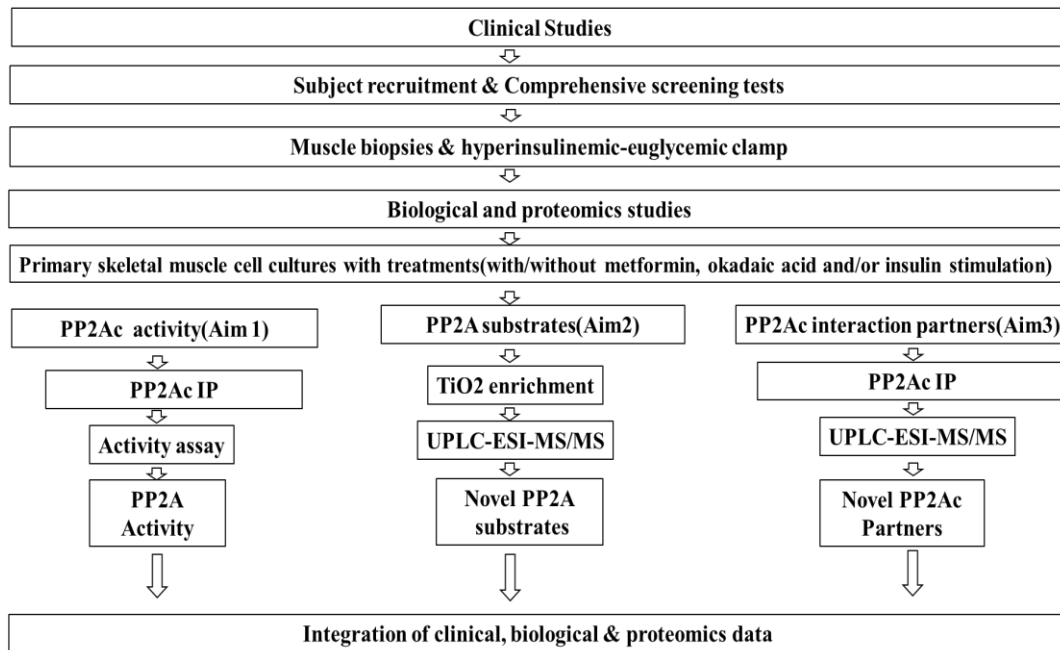 Clinical Studies
Subject recruitment & Comprehensive screening tests
Muscle biopsies & hyperinsulinemic-euglycemic clamp
Biological and proteomics studies
Primary skeletal muscle cell cultures with treatments(with/without metformin, okadaic acid and/or insulin stimulation)
PP2Ac activity(Aim 1)
PP2Ac IP
Activity assay
PP2A
Activity
PP2A substrates(Aim2)
TiO2 enrichment
UPLC-ESI-MS/MS
Novel PP2A
substrates
PP2Ac interaction partners(Aim3)
PP2Ac IP
UPLC-ESI-MS/MS
Novel PP2Ac
Partners
Integration of clinical, biological & proteomics data